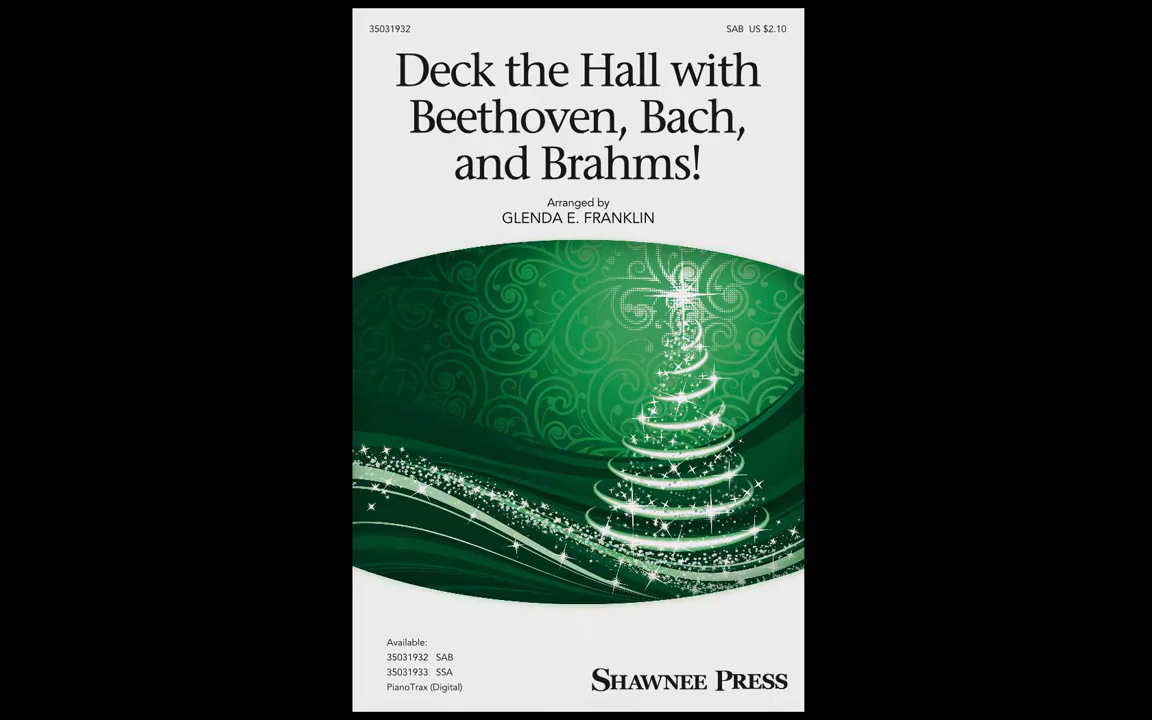 35031932
SAB US $2.10
Deck the Hall with
Beethoven, Bach,
and Brahms!
Arranged by
GLENDA E. FRANKLIN
Available:
35031932 SAB
35031933 SSA
PianoTrax (Digital)
SHAWNEE PRESS